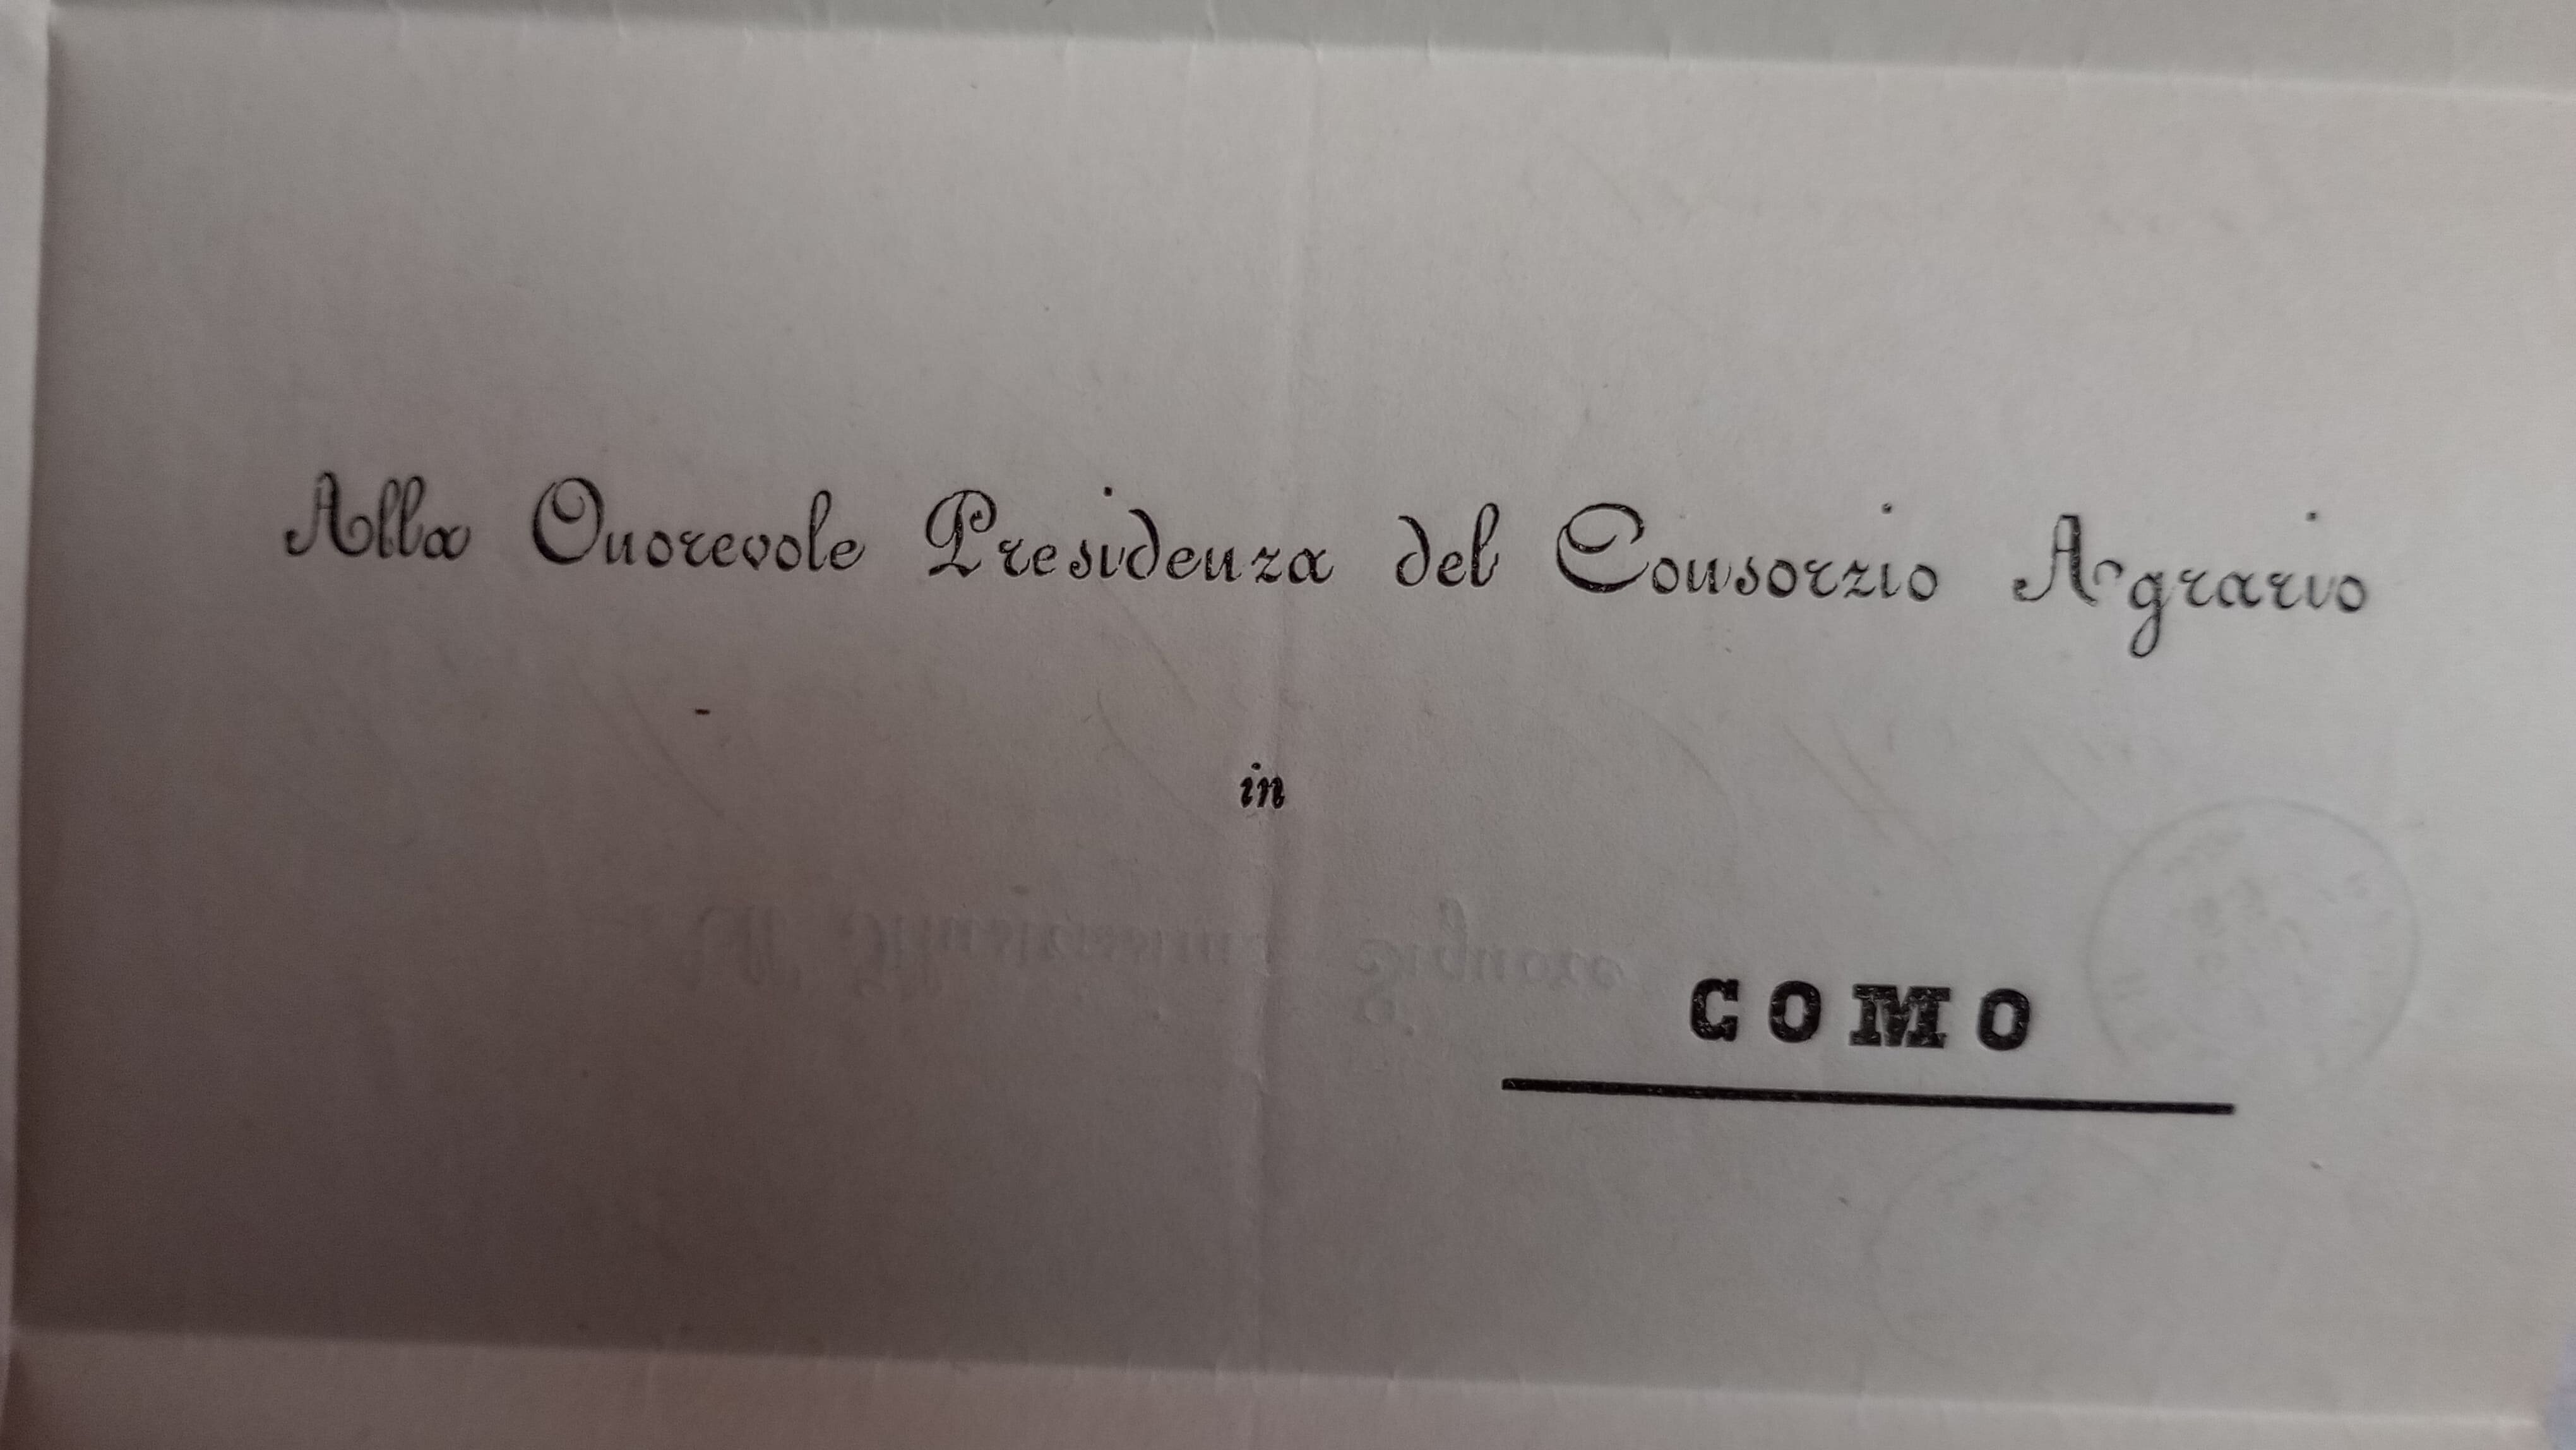 Alla Onorevole Presidenza del Consorzio Agrario
in
COMO